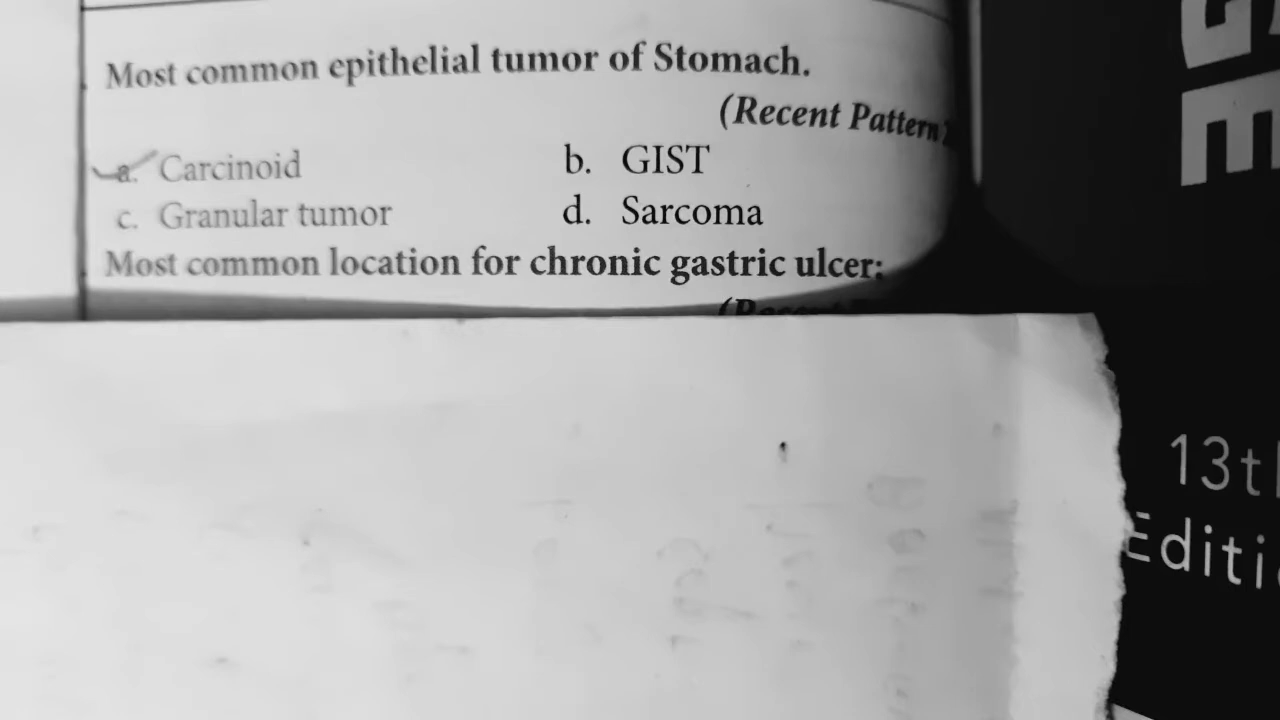 Most common epithelial tumor of Stomach.
(Recent Pattern
a. Carcinoid
b. GIST
c. Granular tumor
d. Sarcoma
Most common location for chronic gastric ulcer:
13t
Editi